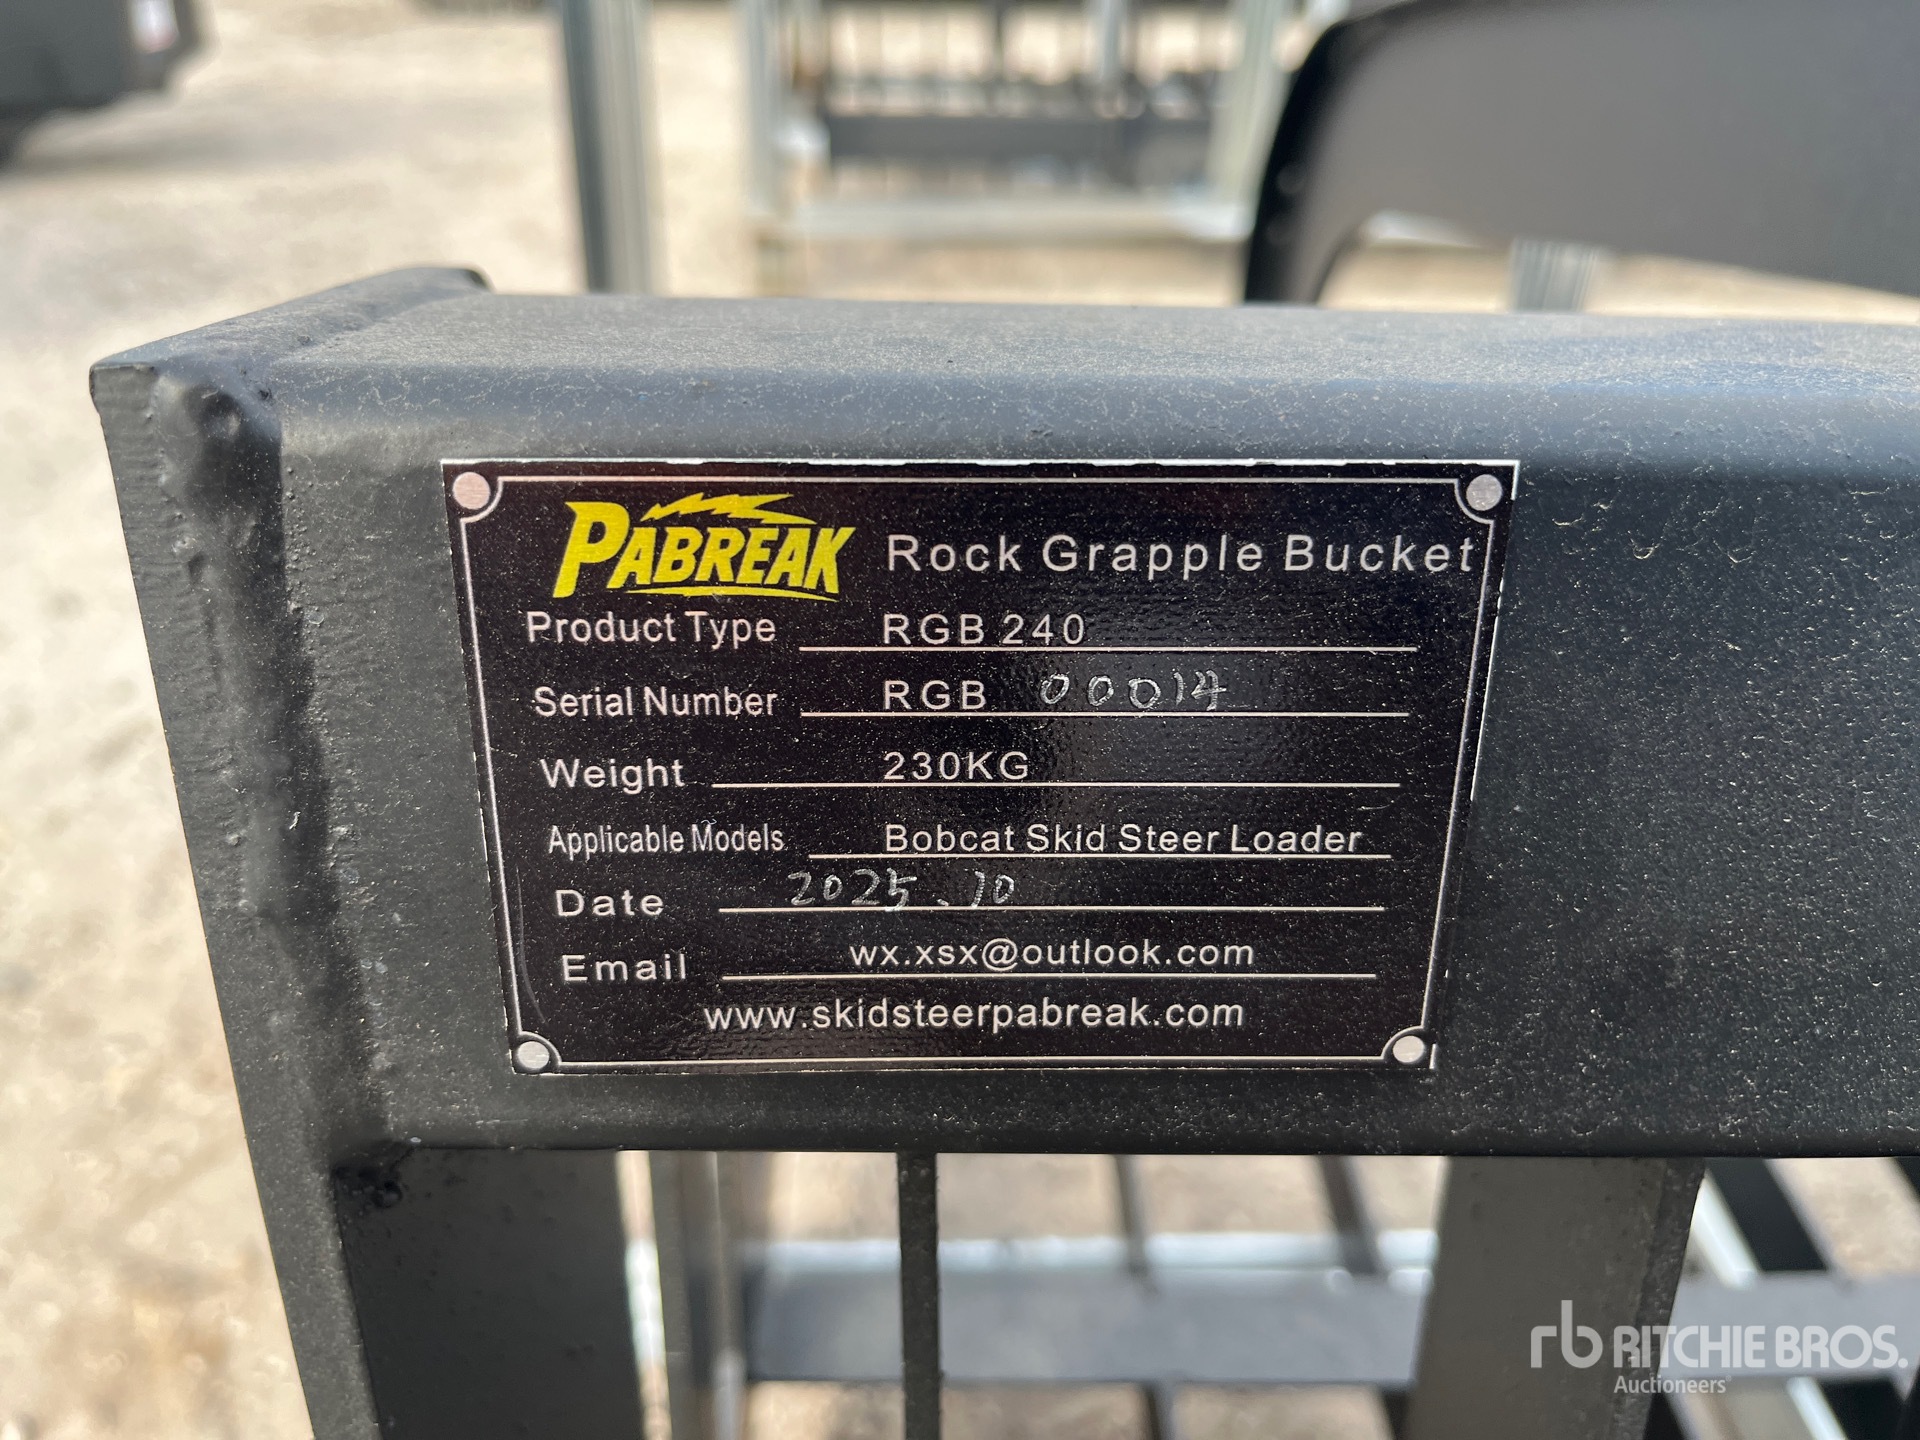 PABREAK Rock Grapple Bucket
Product Type RGB 240
Serial Number RGB 00014
Weight 230KG
Applicable Models Bobcat Skid Steer Loader
Date 2025.10
Email wx.xsx@outlook.com
www.skidsteerpabreak.com
rb RITCHIE BROS.
Auctioneers